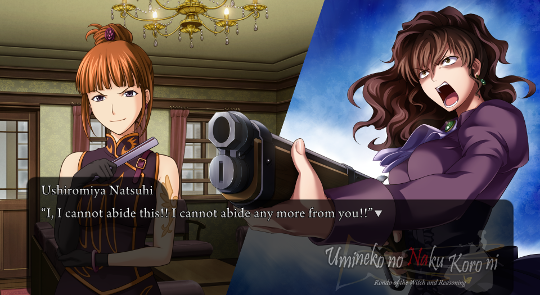 Ushiromiya Natsuhi
“I, I cannot abide this!! I cannot abide any more from you!!”
Umineko no Naku Koro ni
Rondo of the Witch and Reasoning